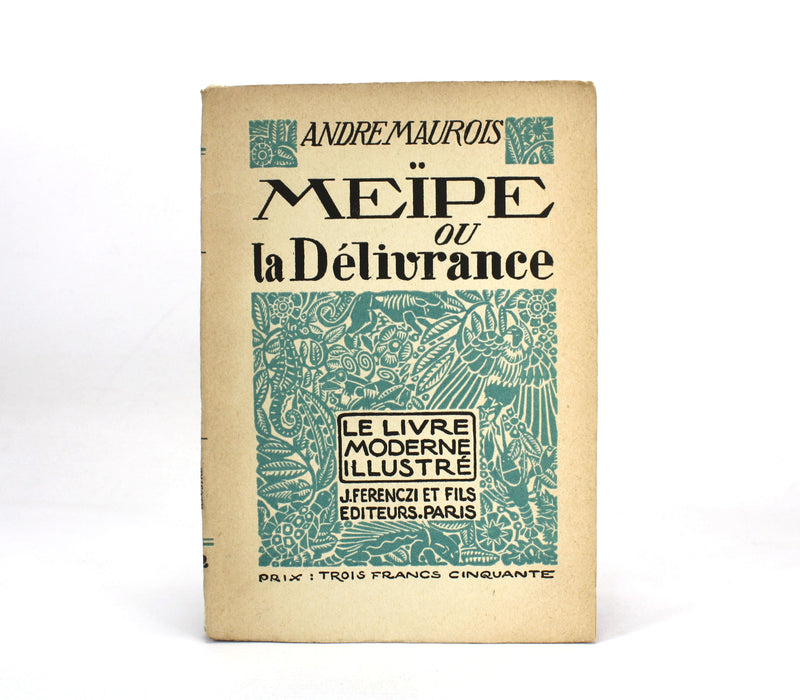 ANDRE MAUROIS
MEÏPE
OU
la Délivrance
LE LIVRE
MODERNE
ILLUSTRÉ
J. FERENCZI ET FILS
EDITEURS. PARIS
PRIX : TROIS FRANCS CINQUANTE